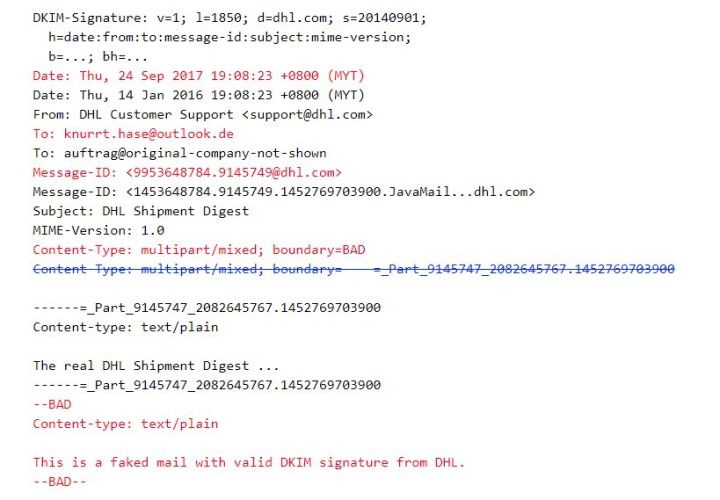 DKIM-Signature: v=1; l=1850; d=dhl.com; s=20140901;
h=date:from:to:message-id:subject:mime-version;
b=...; bh=...
Date: Thu, 24 Sep 2017 19:08:23 +0800 (MYT)
Date: Thu, 14 Jan 2016 19:08:23 +0800 (MYT)
From: DHL Customer Support <support@dhl.com>
To: knurrt.hase@outlook.de
To: auftrag@original-company-not-shown
Message-ID: <9953648784.9145749@dhl.com>
Message-ID: <1453648784.9145749.1452769703900.JavaMail...dhl.com>
Subject: DHL Shipment Digest
MIME-Version: 1.0
Content-Type: multipart/mixed; boundary=BAD
Content Type: multipart/mixed; boundary=    =_Part_9145747_2082645767.1452769703900
------=_Part_9145747_2082645767.1452769703900
Content-type: text/plain
The real DHL Shipment Digest ...
------=_Part_9145747_2082645767.1452769703900
--BAD
Content-type: text/plain
This is a faked mail with valid DKIM signature from DHL.
--BAD--